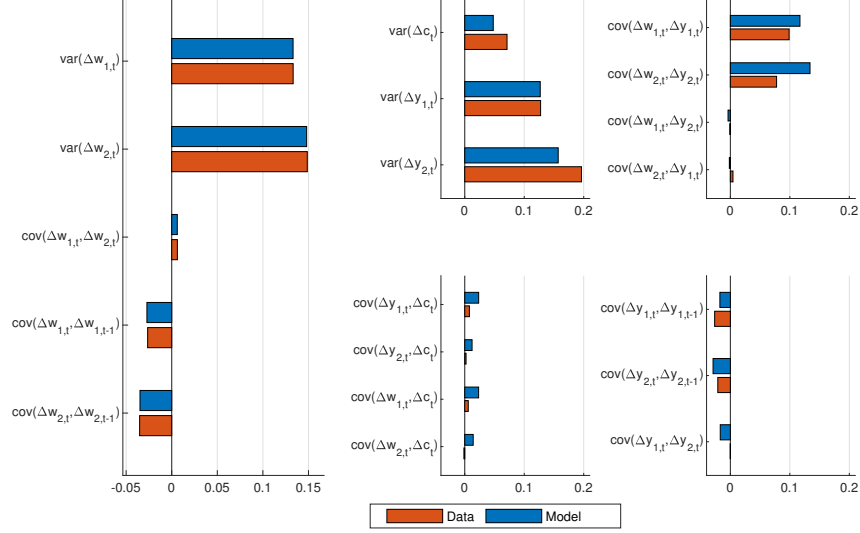 var(Δw1,t)
var(Δw2,t)
cov(Δw1,t,Δw2,t)
cov(Δw1,t,Δw1,t-1)
cov(Δw2,t,Δw2,t-1)
-0.05 0 0.05 0.1 0.15
var(Δct)
var(Δy1,t)
var(Δy2,t)
0 0.1 0.2
cov(Δw1,t,Δy1,t)
cov(Δw2,t,Δy2,t)
cov(Δw1,t,Δy2,t)
cov(Δw2,t,Δy1,t)
0 0.1 0.2
cov(Δy1,t,Δct)
cov(Δy2,t,Δct)
cov(Δw1,t,Δct)
cov(Δw2,t,Δct)
0 0.1 0.2
cov(Δy1,t,Δy1,t-1)
cov(Δy2,t,Δy2,t-1)
cov(Δy1,t,Δy2,t)
0 0.1 0.2
Data Model